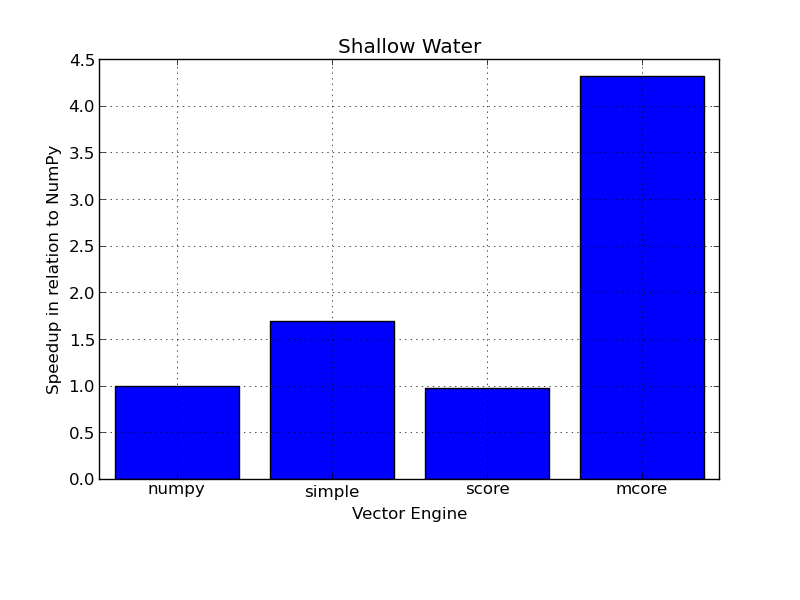 Shallow Water
4.5
4.0
3.5
3.0
2.5
2.0
1.5
1.0
0.5
0.0
Speedup in relation to NumPy
numpy simple score mcore
Vector Engine